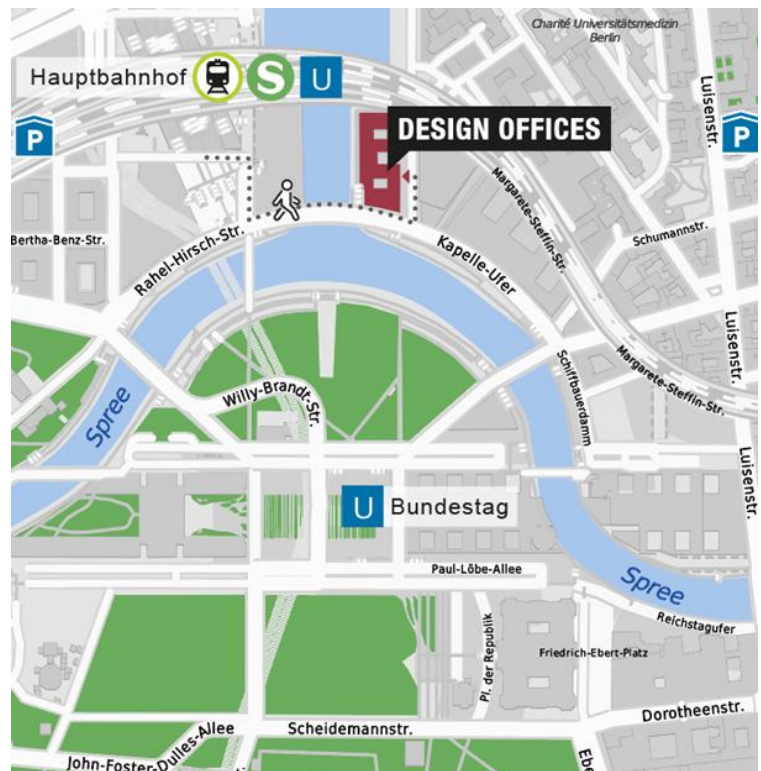 Charité Universitätsmedizin
Berlin
Hauptbahnhof
S
U
Luisenstr.
P
P
DESIGN OFFICES
Margarete-Steffin-Str.
Schumannstr.
Bertha-Benz-Str.
Rahel-Hirsch-Str.
Kapelle-Ufer
Luisenstr.
Margarete-Steffin-Str.
Schiffbauerdamm
Willy-Brandt-Str.
Spree
Luisenstr.
U
Bundestag
Paul-Löbe-Allee
Spree
Reichstagufer
Pl. der Republik
Friedrich-Ebert-Platz
Dorotheenstr.
Scheidemannstr.
John-Foster-Dulles-Allee
Ebe